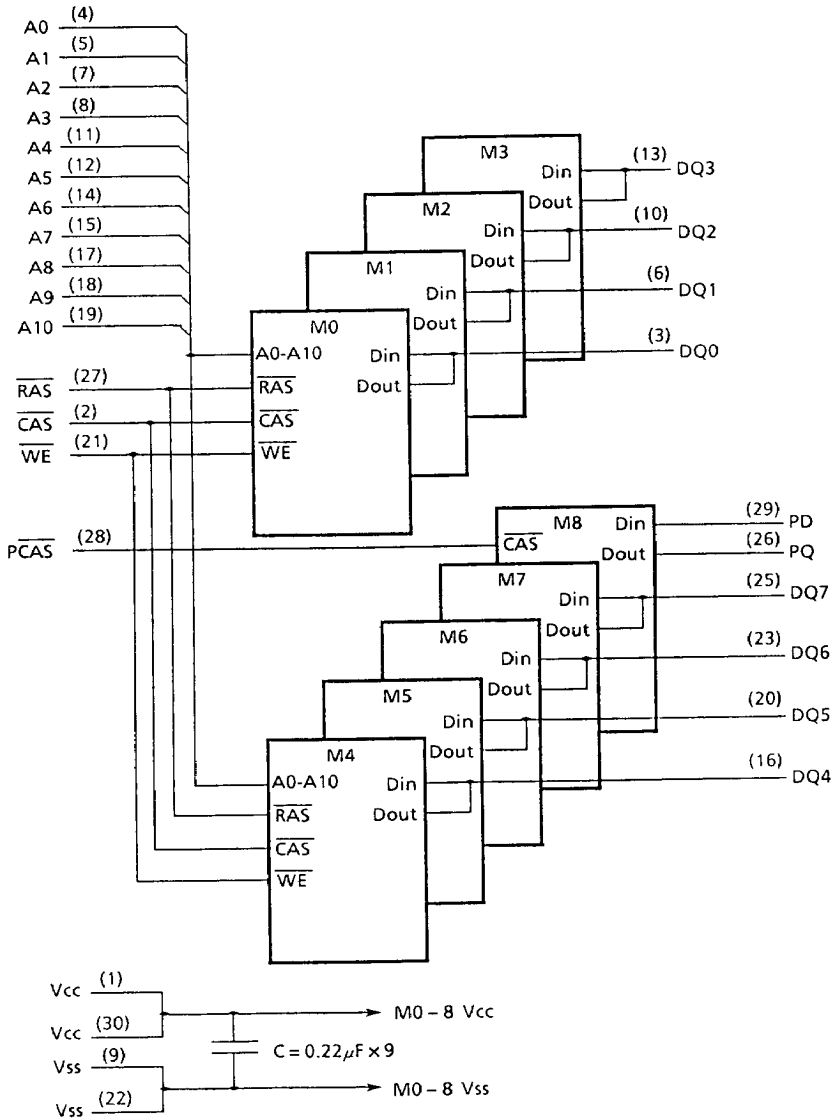 A0 (4)
A1 (5)
A2 (7)
A3 (8)
A4 (11)
A5 (12)
A6 (14)
A7 (15)
A8 (17)
A9 (18)
A10 (19)
RAS (27)
CAS (2)
WE (21)
PCAS (28)
M3
Din (13) DQ3
Dout
M2
Din (10) DQ2
Dout
M1
Din (6) DQ1
Dout
M0
A0-A10 Din (3) DQ0
RAS Dout
CAS
WE
M8 Din (29) PD
CAS Dout (26) PQ
M7
Din (25) DQ7
Dout
M6
Din (23) DQ6
Dout
M5
Din (20) DQ5
Dout
M4
A0-A10 Din (16) DQ4
RAS Dout
CAS
WE
Vcc (1)
Vcc (30)
M0 – 8 Vcc
C = 0.22μF × 9
Vss (9)
Vss (22)
M0 – 8 Vss